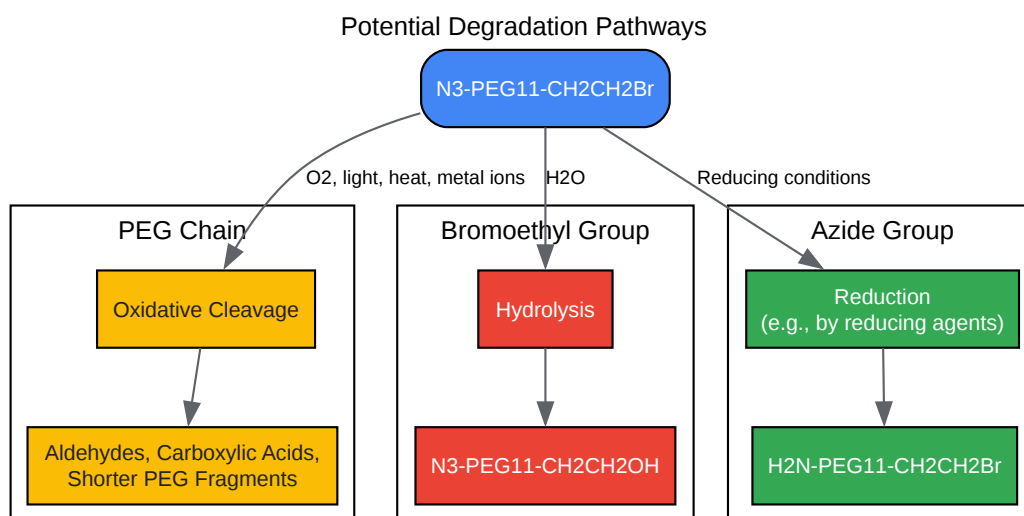 Potential Degradation Pathways
N3-PEG11-CH2CH2Br
O2, light, heat, metal ions
H2O
Reducing conditions
PEG Chain
Bromoethyl Group
Azide Group
Oxidative Cleavage
Hydrolysis
Reduction
(e.g., by reducing agents)
Aldehydes, Carboxylic Acids,
Shorter PEG Fragments
N3-PEG11-CH2CH2OH
H2N-PEG11-CH2CH2Br